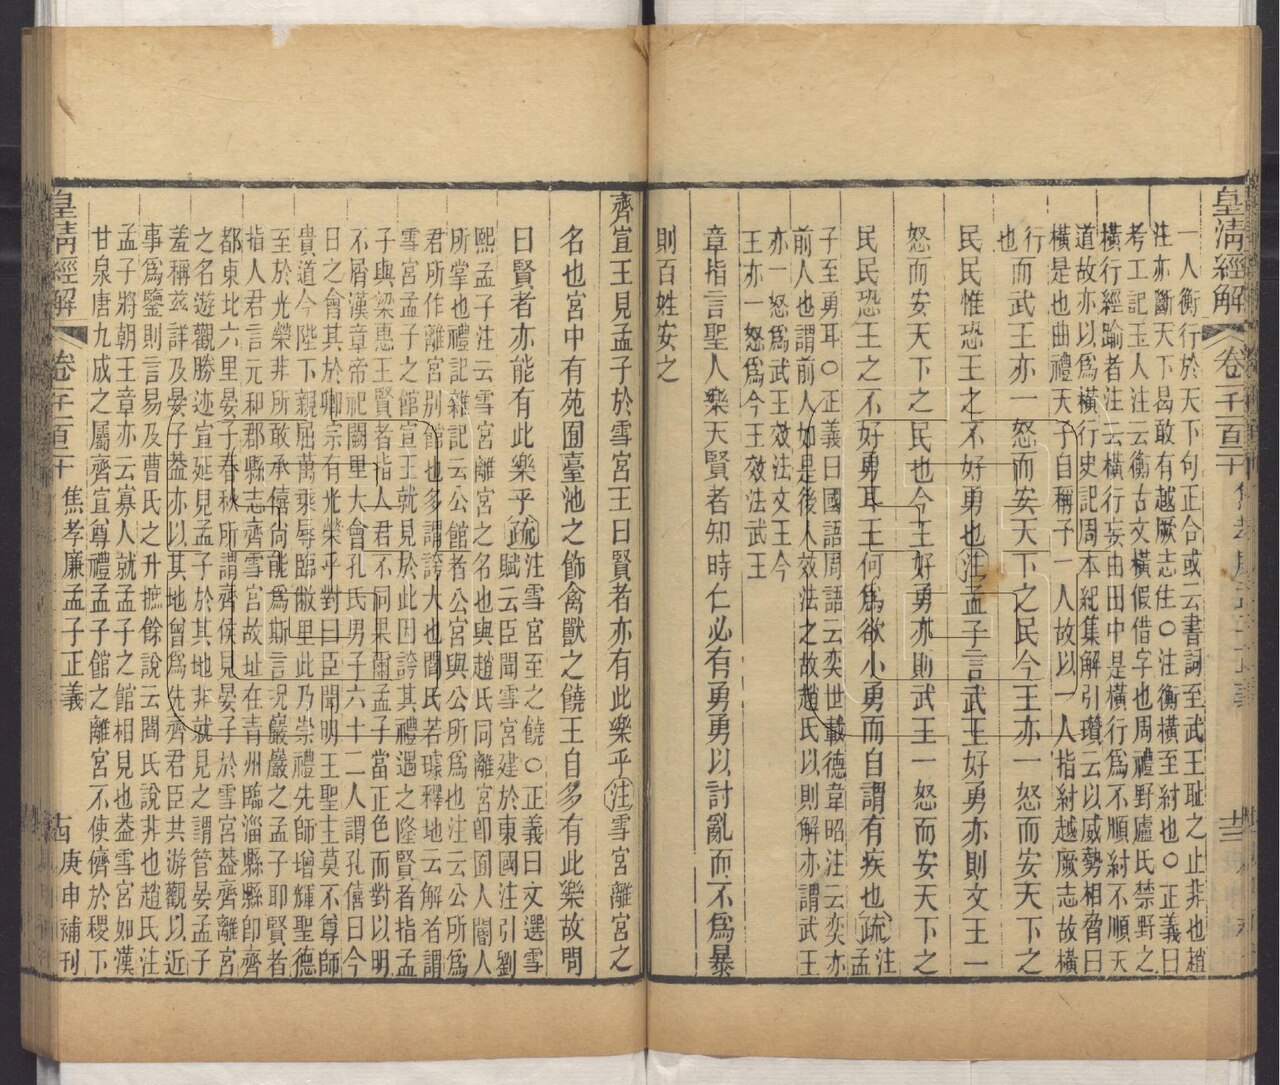 皇淸經解 卷一千一百二十
一人衡行於天下句正合或云書詞至武王恥之止非也趙
注亦斷天下曷敢有越厥志住○注衡橫至紂也○正義曰
考工記玉人注云衡古文橫假借字也周禮野廬氏禁野之
橫行經踰者注云橫行妄由田中是橫行爲不順紂不順天
道故亦以爲橫行史記周本紀集解引瓚云以威勢相脅曰
橫是也曲禮天子自稱予一人故以一人指紂越厥志故橫
行也
而武王亦一怒而安天下之民今王亦一怒而安天下之
民民惟恐王之不好勇也注孟子言武王好勇亦則文王一
怒而安天下之民也今王好勇亦則武王一怒而安天下之
民民恐王之不好勇耳王何爲欲小勇而自謂有疾也疏注孟
子至勇耳○正義曰國語周語云奕世載德韋昭注云奕亦
前人也謂前人如是後人效法之故趙氏以則解亦謂武王
亦一怒爲武王效法文王今
王亦一怒爲今王效法武王
章指言聖人樂天賢者知時仁必有勇勇以討亂而不爲暴
則百姓安之
齊宣王見孟子於雪宮王曰賢者亦有此樂乎注雪宮離宮之
名也宮中有苑囿臺池之飾禽獸之饒王自多有此樂故問
曰賢者亦能有此樂乎疏注雪宮至之饒○正義曰文選雪
賦云臣聞雪宮建於東國注引劉
熙孟子注云雪宮離宮之名也與趙氏同離宮卽囿人閽人
所掌也禮記雜記云公館者公宮與公所爲也注云公所爲
君所作離宮別館也多謂誇大也閻氏若璩釋地云解者謂
雪宮孟子之館宣王就見於此因誇其禮遇之隆賢者指孟
子與梁惠王賢者指人君不同果爾孟子當正色而對以明
不屑漢章帝祀闕里大會孔氏男子六十二人謂孔僖曰今
日之會其於卿宗有光榮乎對曰臣聞明王聖主莫不尊師
貴道今陛下親屈萬乘辱臨敝里此乃崇禮先師增輝聖德
至於光榮非所敢承僖尚能爲斯言況巖巖之孟子耶賢者
指人君言元和郡縣志齊雪宮故址在靑州臨淄縣縣卽齊
都東北六里晏子春秋所謂齊侯見晏子於雪宮葢齊離宮
之名遊觀勝迹宣延見孟子於其地非就見之謂管晏孟子
羞稱玆詳及晏子葢亦以其地曾爲先齊君臣共游觀以近
事爲鑒則言易及曹氏之升摭餘說云閻氏說非也趙氏注
孟子將朝王章亦云寡人就孟子之館相見也葢雪宮如漢
甘泉唐九成之屬齊宣尊禮孟子館之離宮不使儕於稷下
皇淸經解 卷一千一百二十 焦孝廉孟子正義 古 庚申補刊